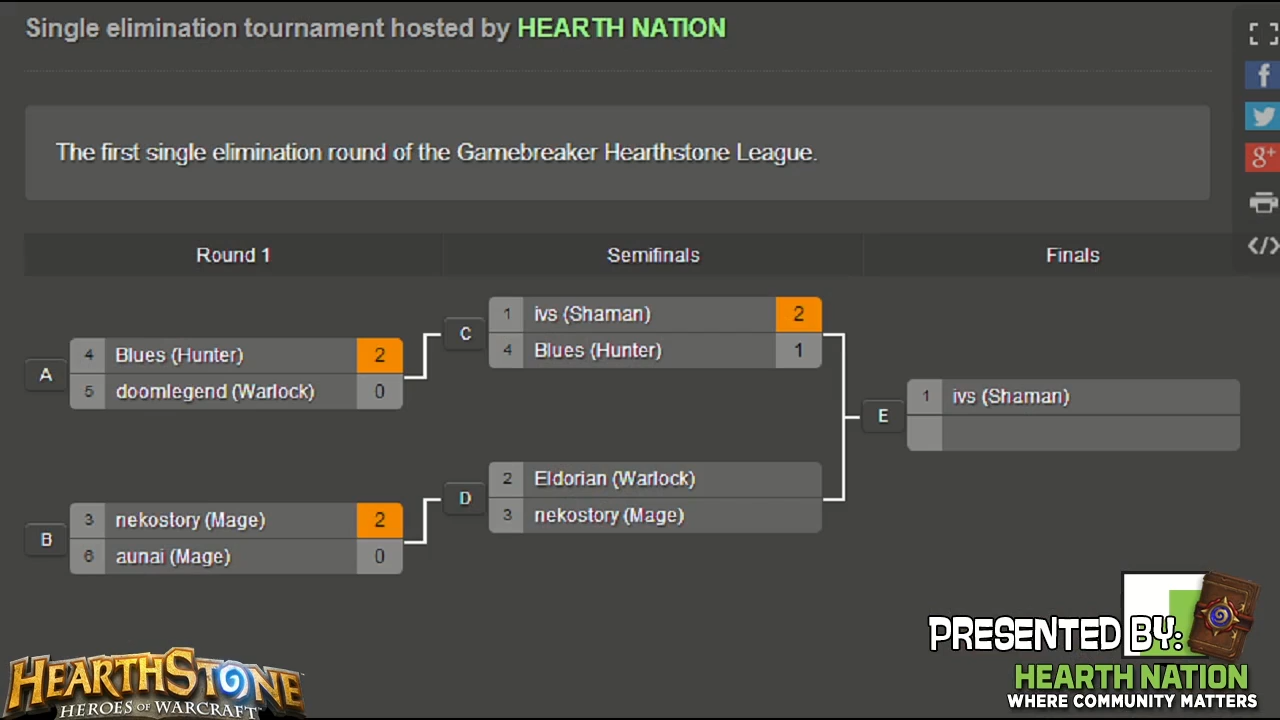 Single elimination tournament hosted by HEARTH NATION
The first single elimination round of the Gamebreaker Hearthstone League.
Round 1
Semifinals
Finals
A
4 Blues (Hunter) 2
5 doomlegend (Warlock) 0
B
3 nekostory (Mage) 2
6 aunai (Mage) 0
C
1 ivs (Shaman) 2
4 Blues (Hunter) 1
D
2 Eldorian (Warlock)
3 nekostory (Mage)
E
1 ivs (Shaman)
f
g+
</>
HEARTHSTONE
HEROES OF WARCRAFT
PRESENTED BY:
HEARTH NATION
WHERE COMMUNITY MATTERS